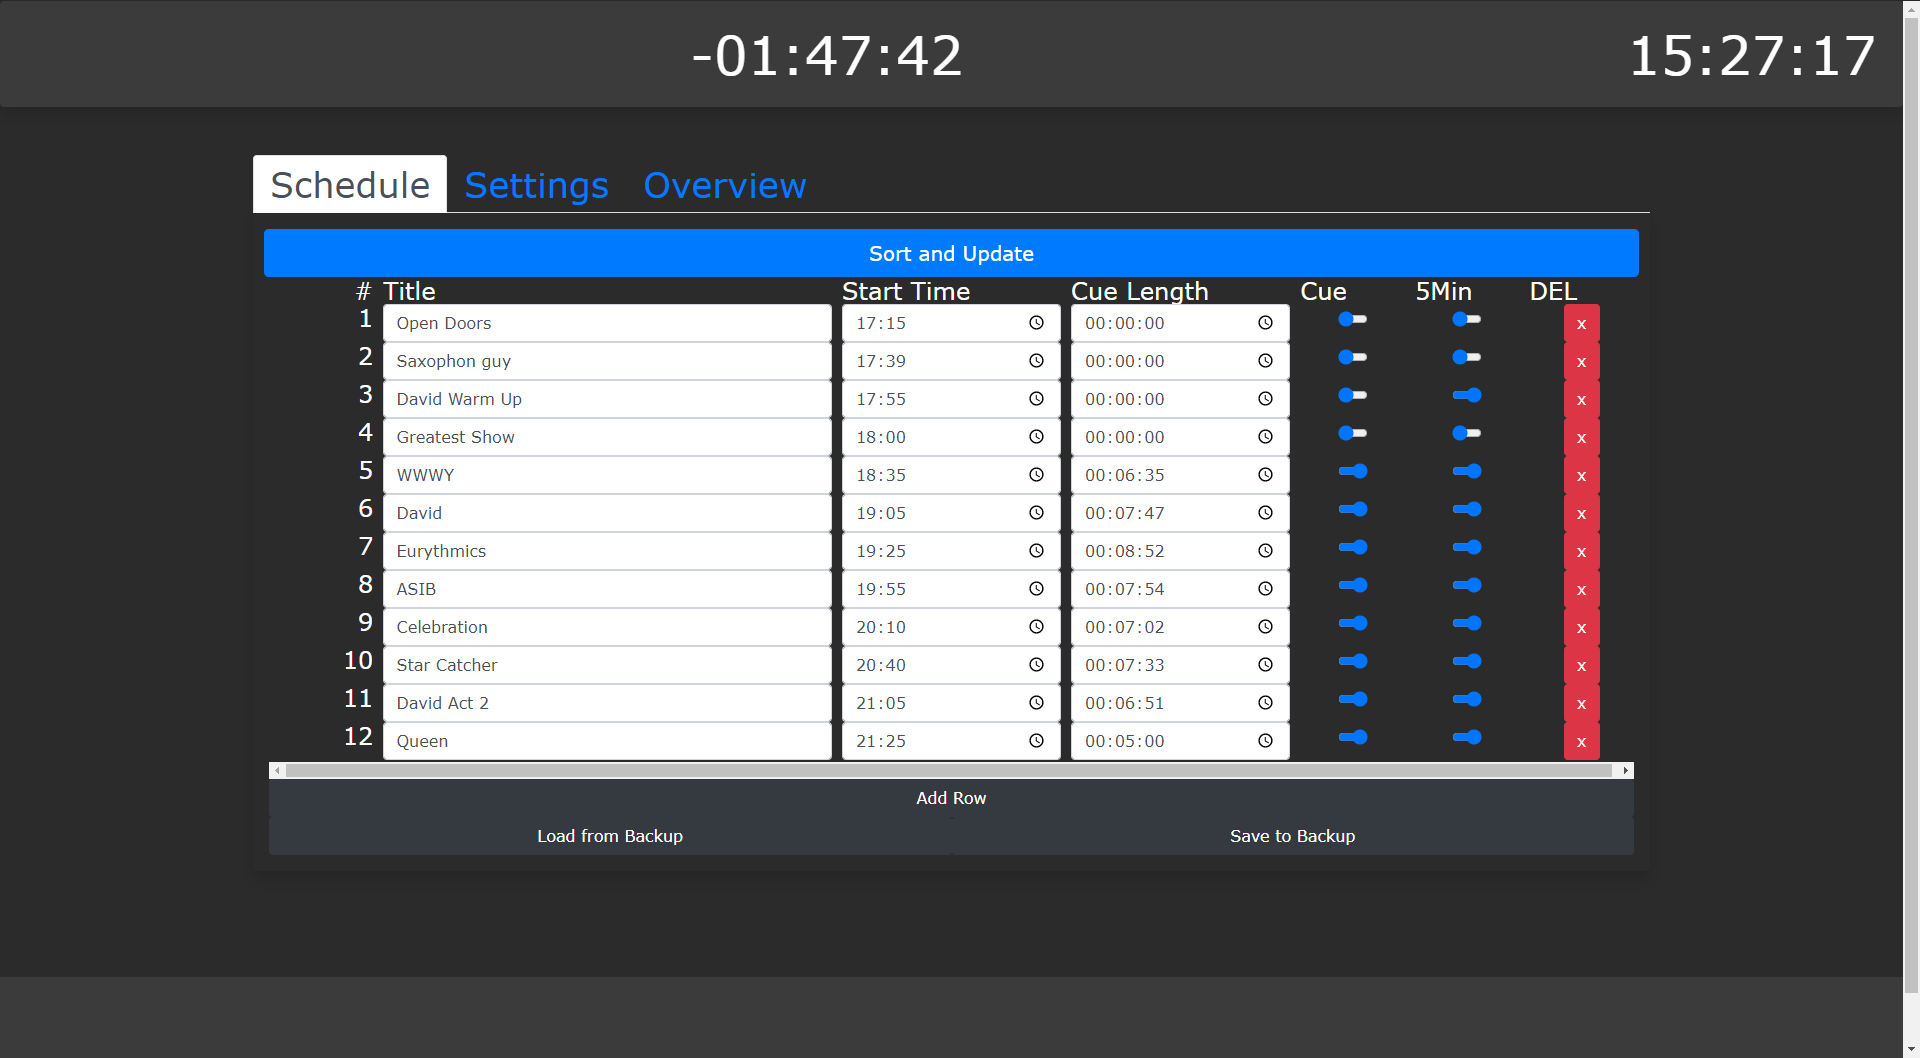 -01:47:42 15:27:17
Schedule Settings Overview
Sort and Update
# Title Start Time Cue Length Cue 5Min DEL
1 Open Doors 17:15 00:00:00 x
2 Saxophon guy 17:39 00:00:00 x
3 David Warm Up 17:55 00:00:00 x
4 Greatest Show 18:00 00:00:00 x
5 WWWY 18:35 00:06:35 x
6 David 19:05 00:07:47 x
7 Eurythmics 19:25 00:08:52 x
8 ASIB 19:55 00:07:54 x
9 Celebration 20:10 00:07:02 x
10 Star Catcher 20:40 00:07:33 x
11 David Act 2 21:05 00:06:51 x
12 Queen 21:25 00:05:00 x
Add Row
Load from Backup Save to Backup